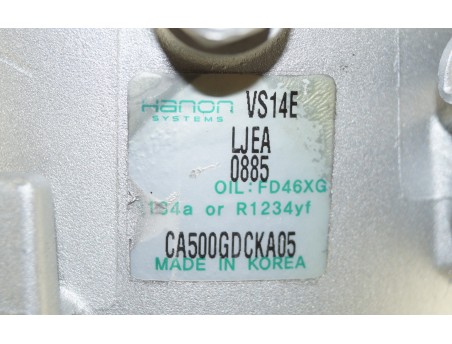 Hanon VS14E
SYSTEMS
LJEA
0885
OIL: FD46XG
134a or R1234yf
CA500GDCKA05
MADE IN KOREA